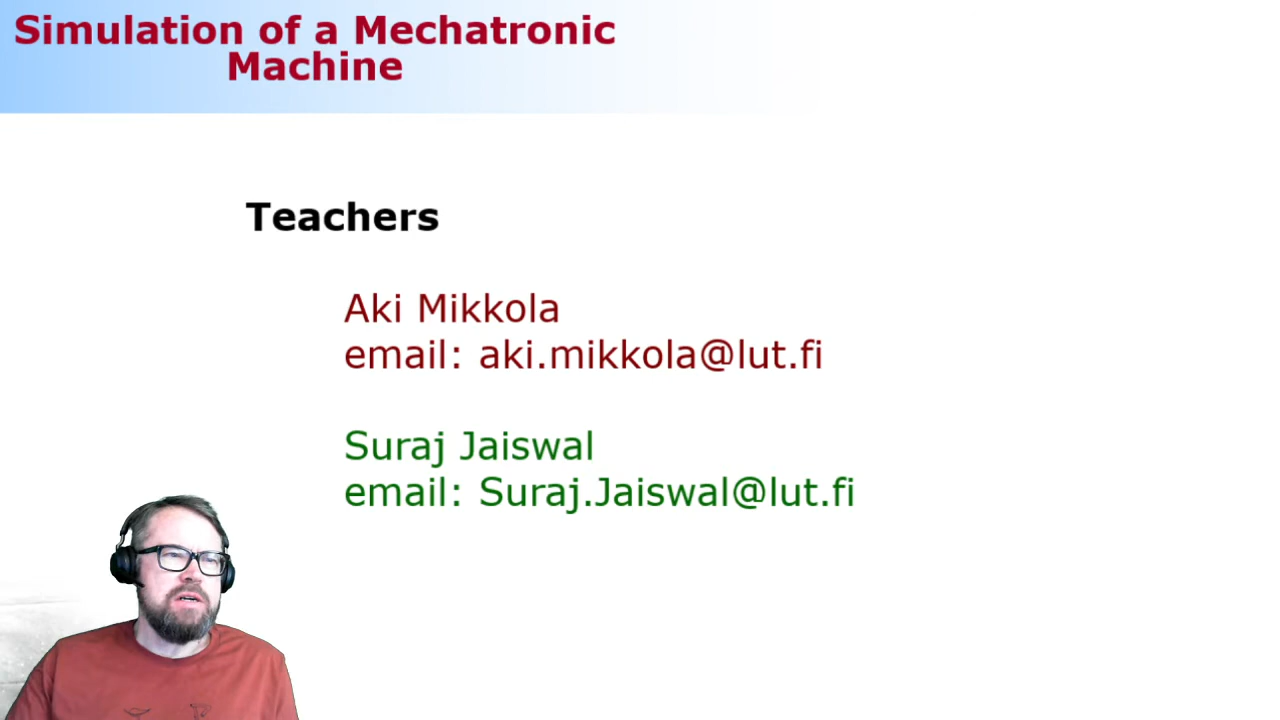 Simulation of a Mechatronic
Machine
Teachers
Aki Mikkola
email: aki.mikkola@lut.fi
Suraj Jaiswal
email: Suraj.Jaiswal@lut.fi